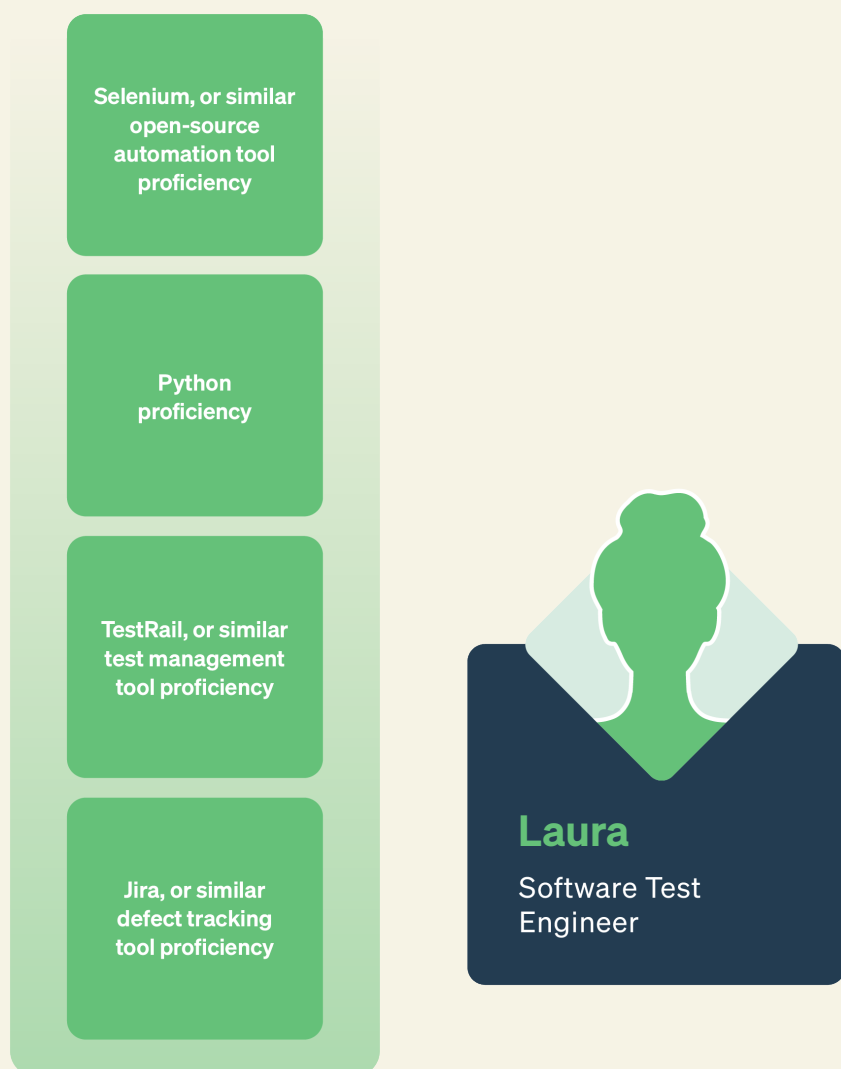 Selenium, or similar
open-source
automation tool
proficiency
Python
proficiency
TestRail, or similar
test management
tool proficiency
Jira, or similar
defect tracking
tool proficiency
Laura
Software Test
Engineer